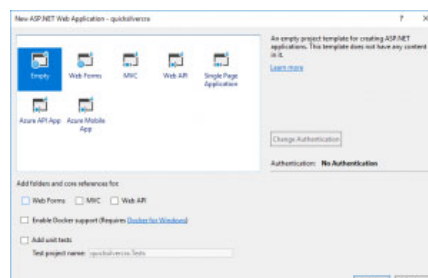 New ASP.NET Web Application - quicksilvercro
? ×
Empty
Web Forms
MVC
Web API
Single Page Application
Azure API App
Azure Mobile App
An empty project template for creating ASP.NET
applications. This template does not have any content
in it.
Learn more
Change Authentication
Authentication: No Authentication
Add folders and core references for:
Web Forms
MVC
Web API
Enable Docker support (Requires Docker for Windows)
Add unit tests
Test project name: quicksilvercro.Tests